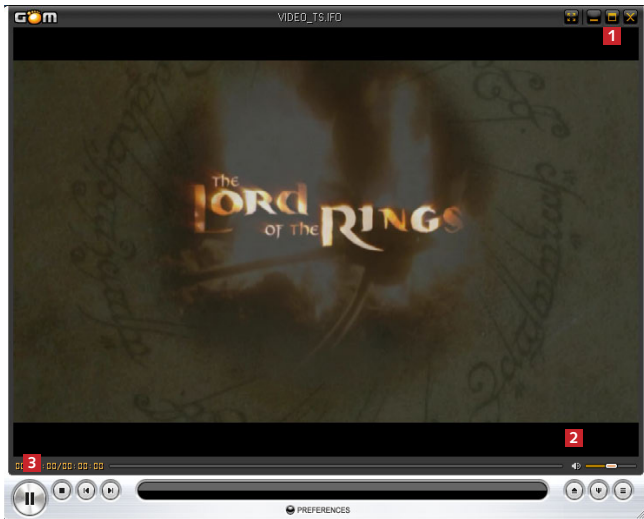 GOM VIDEO_TS.IFO
1
THE
LORD
OF THE RINGS
2
3
:00/00:00:00
PREFERENCES